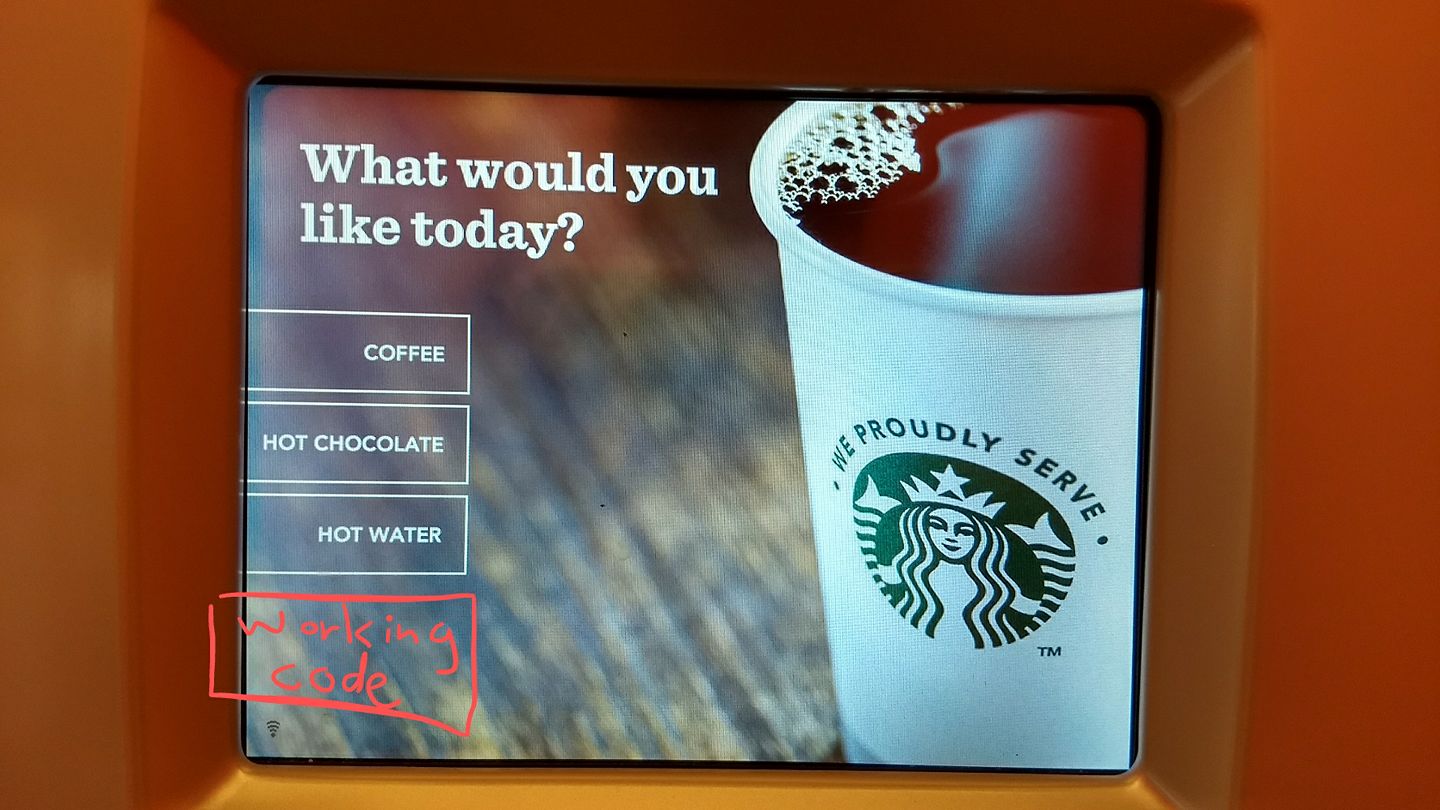 What would you
like today?
COFFEE
HOT CHOCOLATE
HOT WATER
Working
code
• WE PROUDLY SERVE •
TM